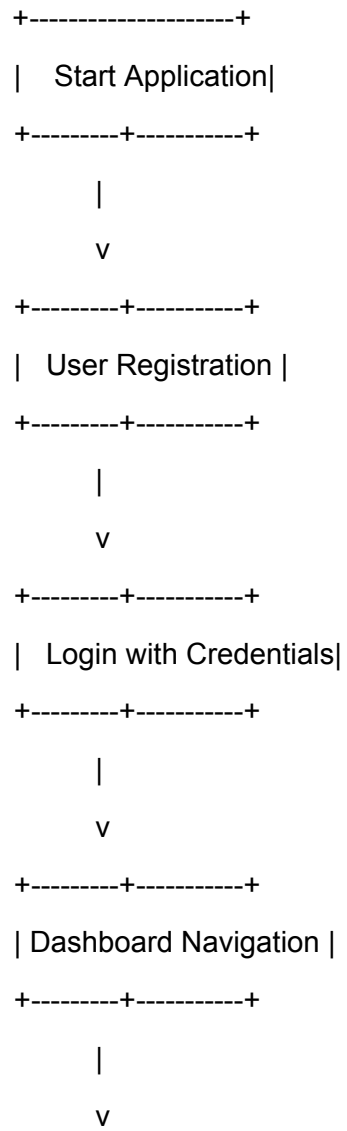 +---------------------+
|    Start Application|
+---------+-----------+
|
v
+---------+-----------+
|   User Registration |
+---------+-----------+
|
v
+---------+-----------+
|   Login with Credentials|
+---------+-----------+
|
v
+---------+-----------+
| Dashboard Navigation |
+---------+-----------+
|
v